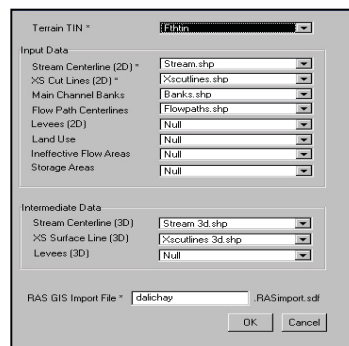 Terrain TIN * Fthtin
Input Data
Stream Centerline (2D) * Stream.shp
XS Cut Lines (2D) * Xscutlines.shp
Main Channel Banks Banks.shp
Flow Path Centerlines Flowpaths.shp
Levees (2D) Null
Land Use Null
Ineffective Flow Areas Null
Storage Areas Null
Intermediate Data
Stream Centerline (3D) Stream 3d.shp
XS Surface Line (3D) Xscutlines 3d.shp
Levees (3D) Null
RAS GIS Import File * dalichay .RASimport.sdf
OK Cancel